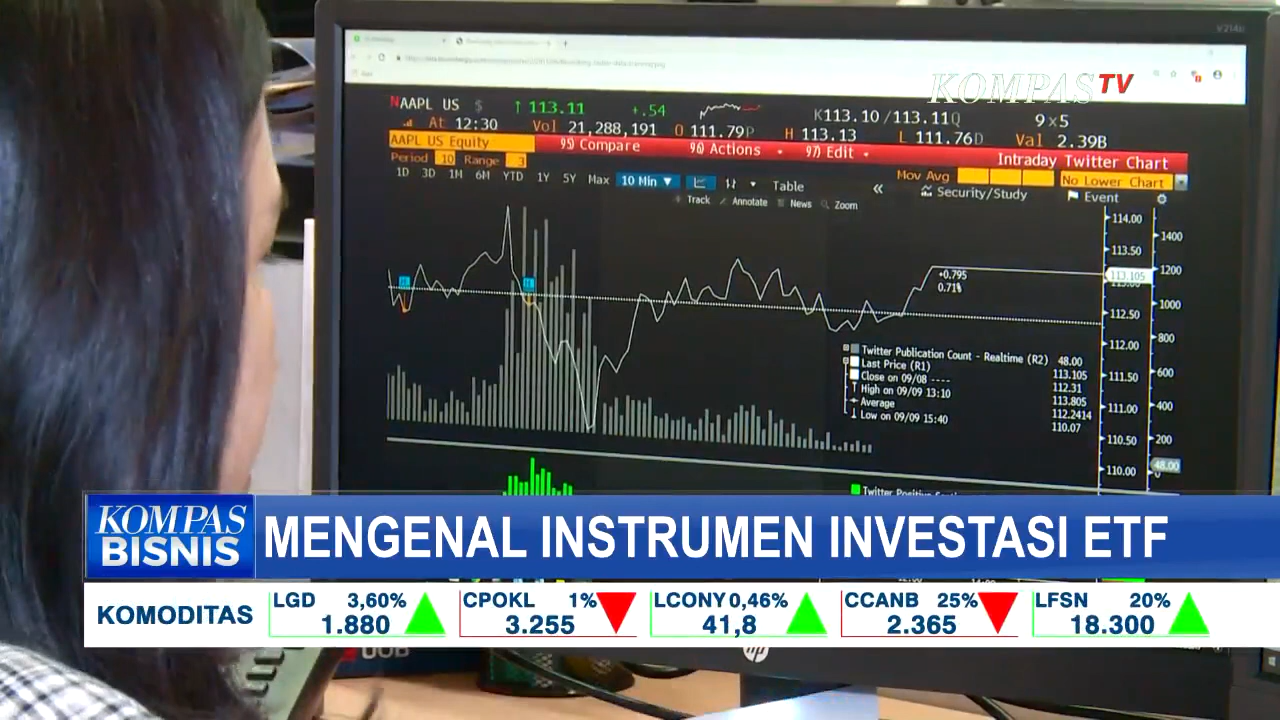 V214b
KOMPAS TV
NAAPL US $ ↑ 113.11 +.54 K113.10 / 113.11Q 9x5
At 12:30 Vol 21,288,191 O 111.79P H 113.13 L 111.76D Val 2.39B
AAPL US Equity 95) Compare 96) Actions 97) Edit Intraday Twitter Chart
Period 10 Range 3 Mov Avg No Lower Chart
1D 3D 1M 6M YTD 1Y 5Y Max 10 Min ▼ Table « Security/Study Event
Track Annotate News Zoom
114.00
1400
113.50
+0.795
1200
113.105
0.71%
113.00
1000
112.50
800
112.00
Twitter Publication Count - Realtime (R2) 48.00
Last Price (R1) 113.105
600
Close on 09/08 ---- 112.31
111.50
High on 09/09 13:10 113.805
Average 112.2414
400
111.00
Low on 09/09 15:40 110.07
110.50
200
110.00
48.00
0
KOMPAS
BISNIS
MENGENAL INSTRUMEN INVESTASI ETF
KOMODITAS
LGD 3,60%
1.880
CPOKL 1%
3.255
LCONY 0,46%
41,8
CCANB 25%
2.365
LFSN 20%
18.300
UOB
hp